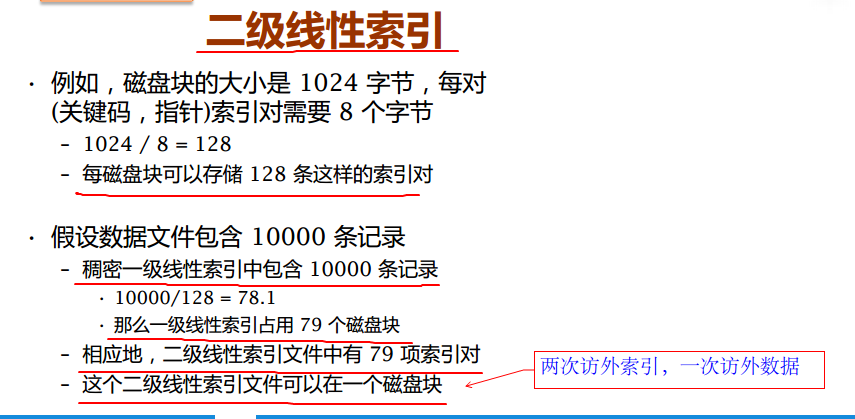 二级线性索引
· 例如，磁盘块的大小是 1024 字节，每对
(关键码，指针)索引对需要 8 个字节
– 1024 / 8 = 128
– 每磁盘块可以存储 128 条这样的索引对
· 假设数据文件包含 10000 条记录
– 稠密一级线性索引中包含 10000 条记录
· 10000/128 = 78.1
· 那么一级线性索引占用 79 个磁盘块
– 相应地，二级线性索引文件中有 79 项索引对
– 这个二级线性索引文件可以在一个磁盘块
两次访外索引，一次访外数据